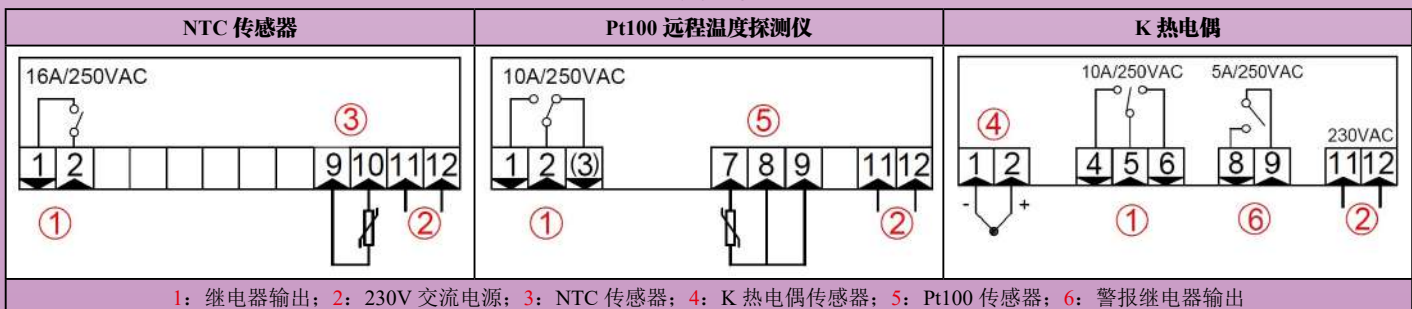 NTC 传感器
Pt100 远程温度探测仪
K 热电偶
16A/250VAC
③
1 2 9 10 11 12
① ②
10A/250VAC
⑤
1 2 (3) 7 8 9 11 12
① ②
10A/250VAC 5A/250VAC
④ 230VAC
1 2 4 5 6 8 9 11 12
- +
① ⑥ ②
1：继电器输出；2：230V 交流电源；3：NTC 传感器；4：K 热电偶传感器；5：Pt100 传感器；6：警报继电器输出